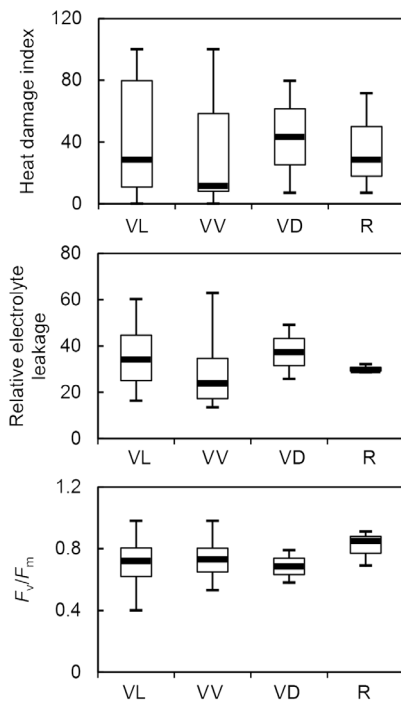 Heat damage index
120
80
40
0
VL VV VD R
Relative electrolyte
leakage
80
60
40
20
0
VL VV VD R
Fv/Fm
1.2
0.8
0.4
0
VL VV VD R